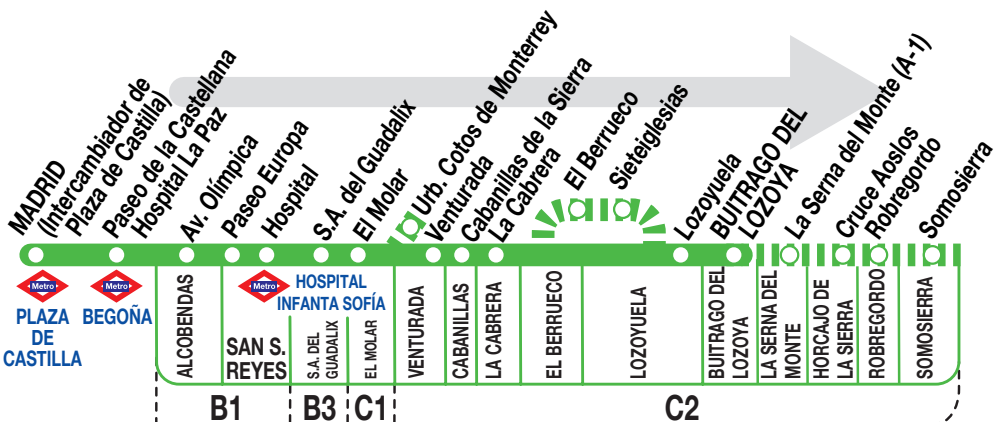 MADRID
(Intercambiador de
Plaza de Castilla)
Paseo de la Castellana
Hospital La Paz
Av. Olimpica
Paseo Europa
Hospital
S.A. del Guadalix
El Molar
Urb. Cotos de Monterrey
Venturada
Cabanillas de la Sierra
La Cabrera
El Berrueco
Sieteiglesias
Lozoyuela
BUITRAGO DEL
LOZOYA
La Serna del Monte (A-1)
Cruce Aoslos
Robregordo
Somosierra
Metro
PLAZA
DE
CASTILLA
Metro
BEGOÑA
Metro
HOSPITAL
INFANTA SOFÍA
ALCOBENDAS
SAN S.
REYES
S.A. DEL
GUADALIX
EL MOLAR
VENTURADA
CABANILLAS
LA CABRERA
EL BERRUECO
LOZOYUELA
BUITRAGO DEL
LOZOYA
LA SERNA DEL
MONTE
HORCAJO DE
LA SIERRA
ROBREGORDO
SOMOSIERRA
B1
B3
C1
C2